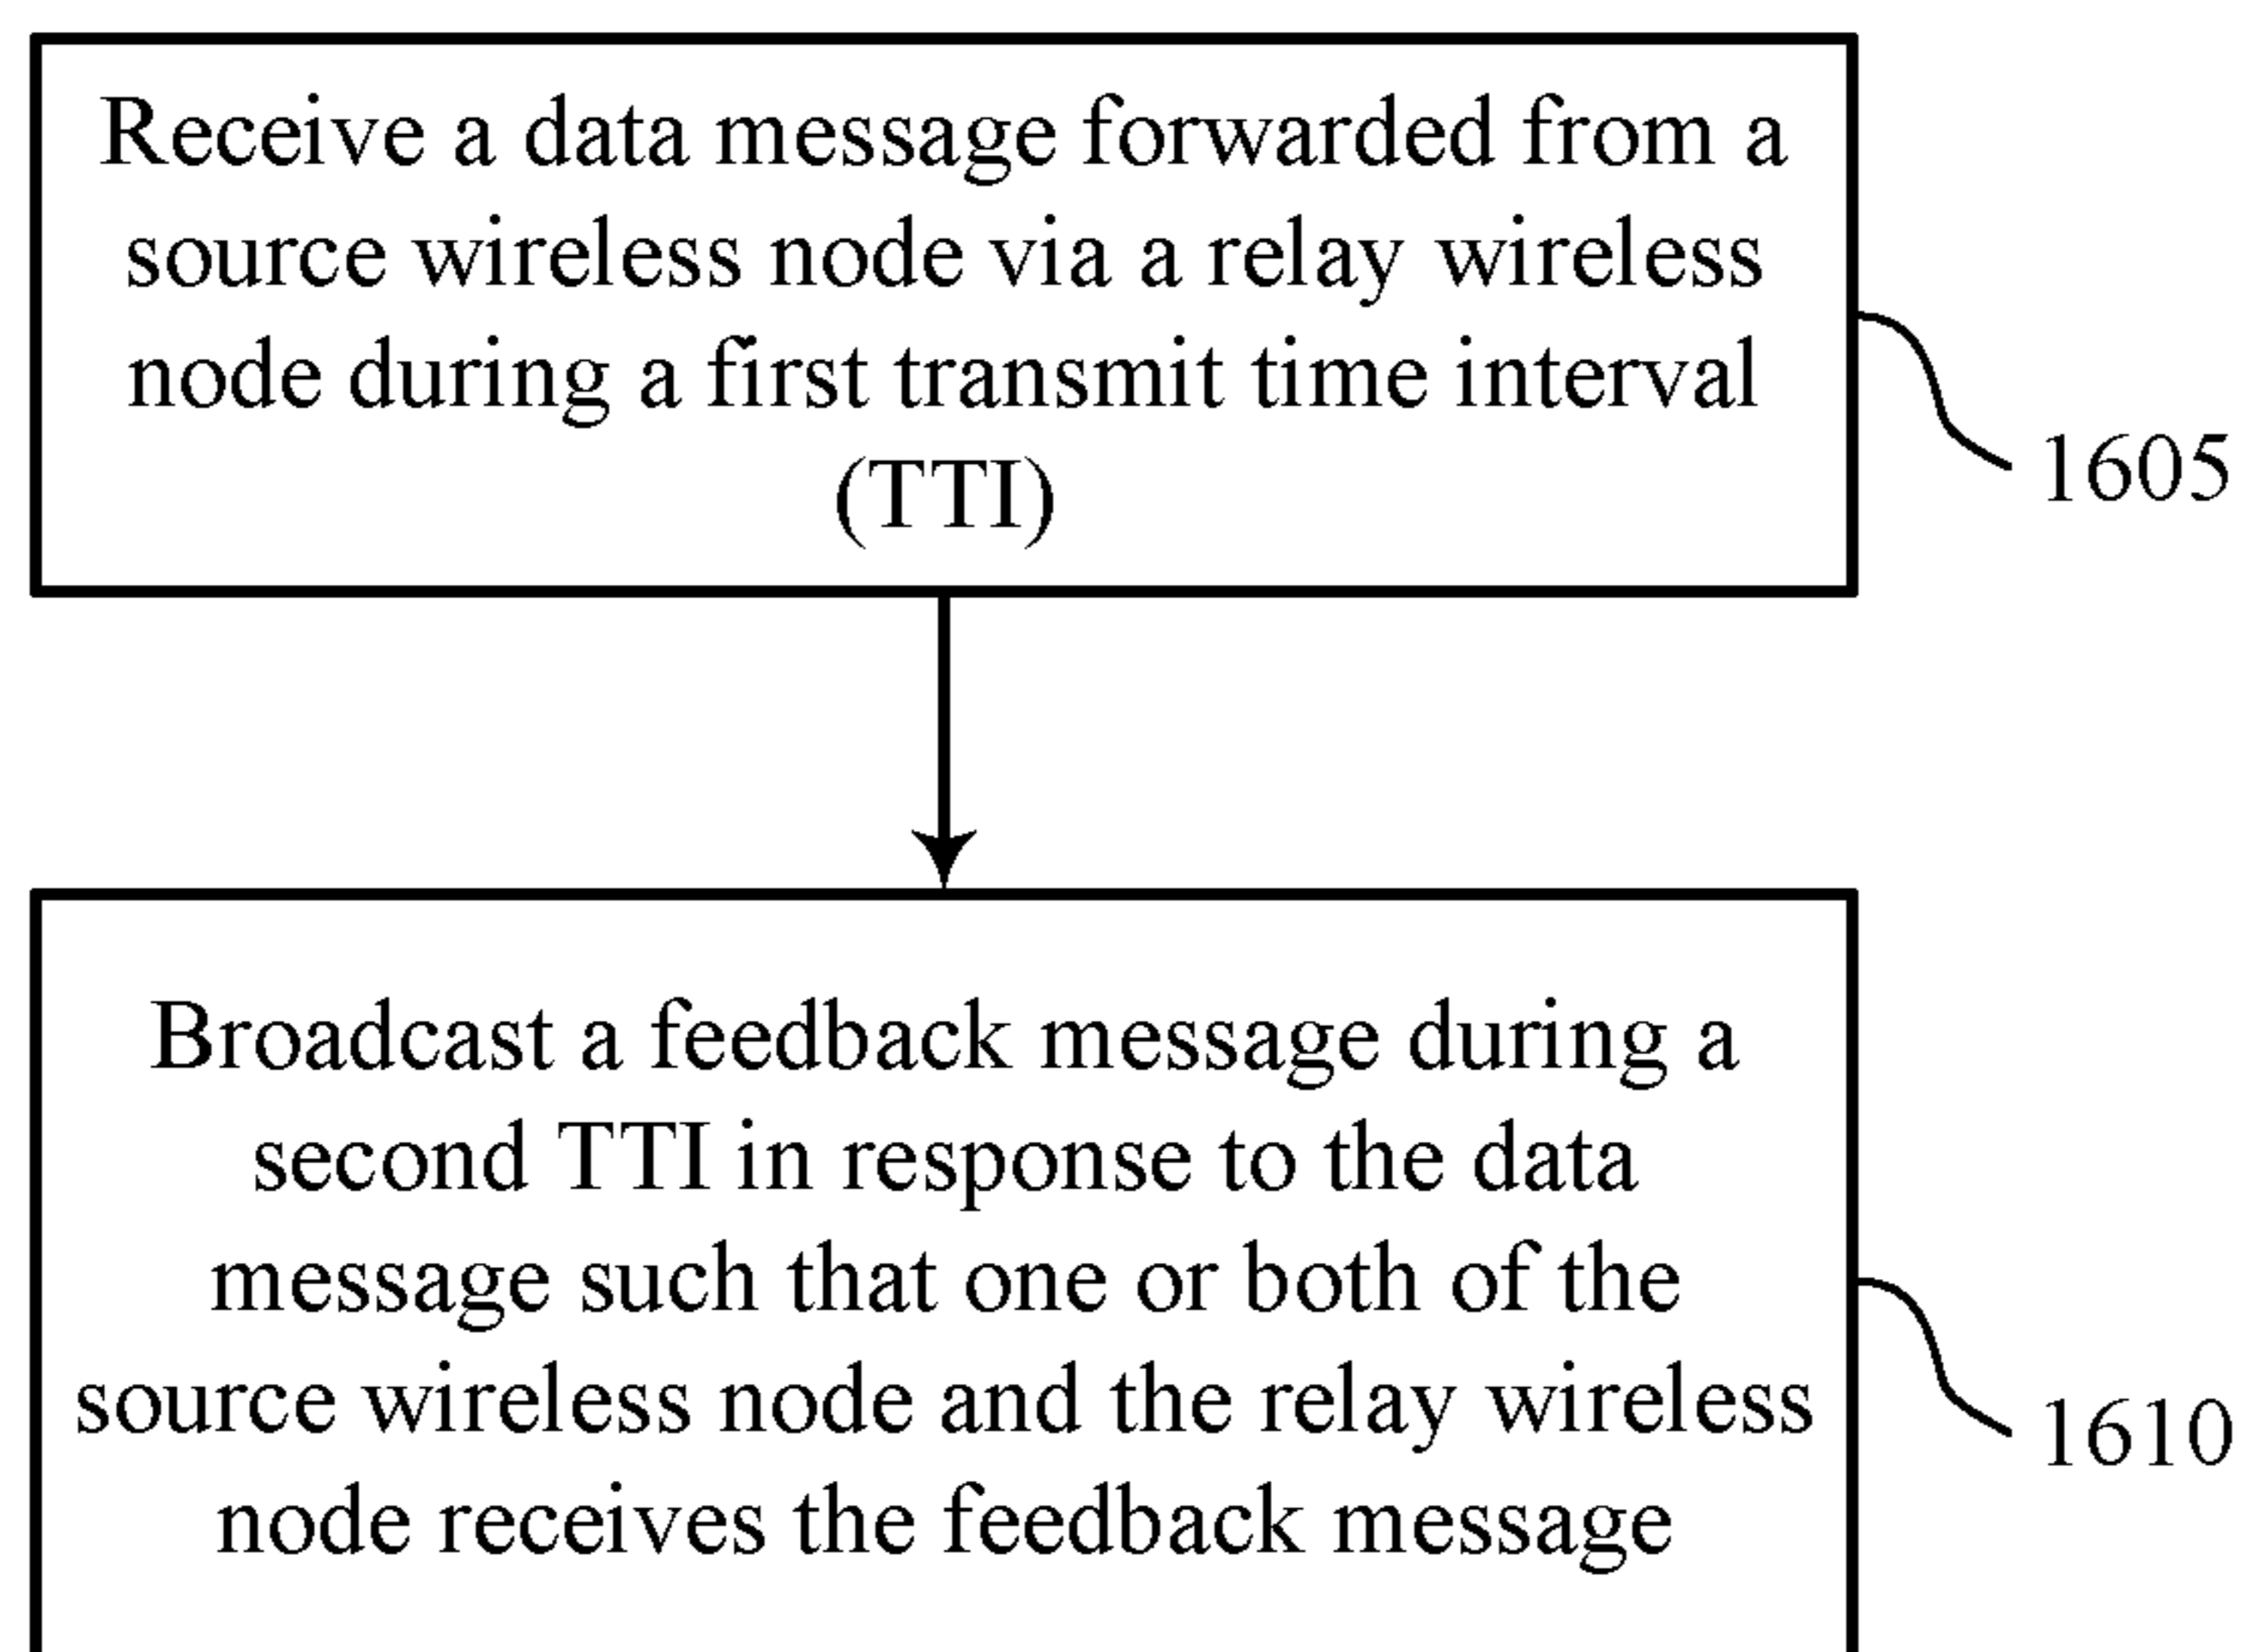 Receive a data message forwarded from a
source wireless node via a relay wireless
node during a first transmit time interval
(TTI)
1605
Broadcast a feedback message during a
second TTI in response to the data
message such that one or both of the
source wireless node and the relay wireless
node receives the feedback message
1610